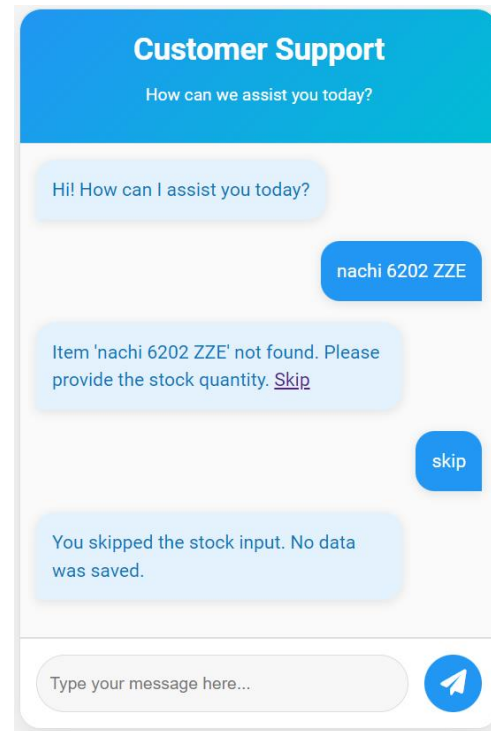 Customer Support
How can we assist you today?
Hi! How can I assist you today?
nachi 6202 ZZE
Item 'nachi 6202 ZZE' not found. Please
provide the stock quantity. Skip
skip
You skipped the stock input. No data
was saved.
Type your message here...